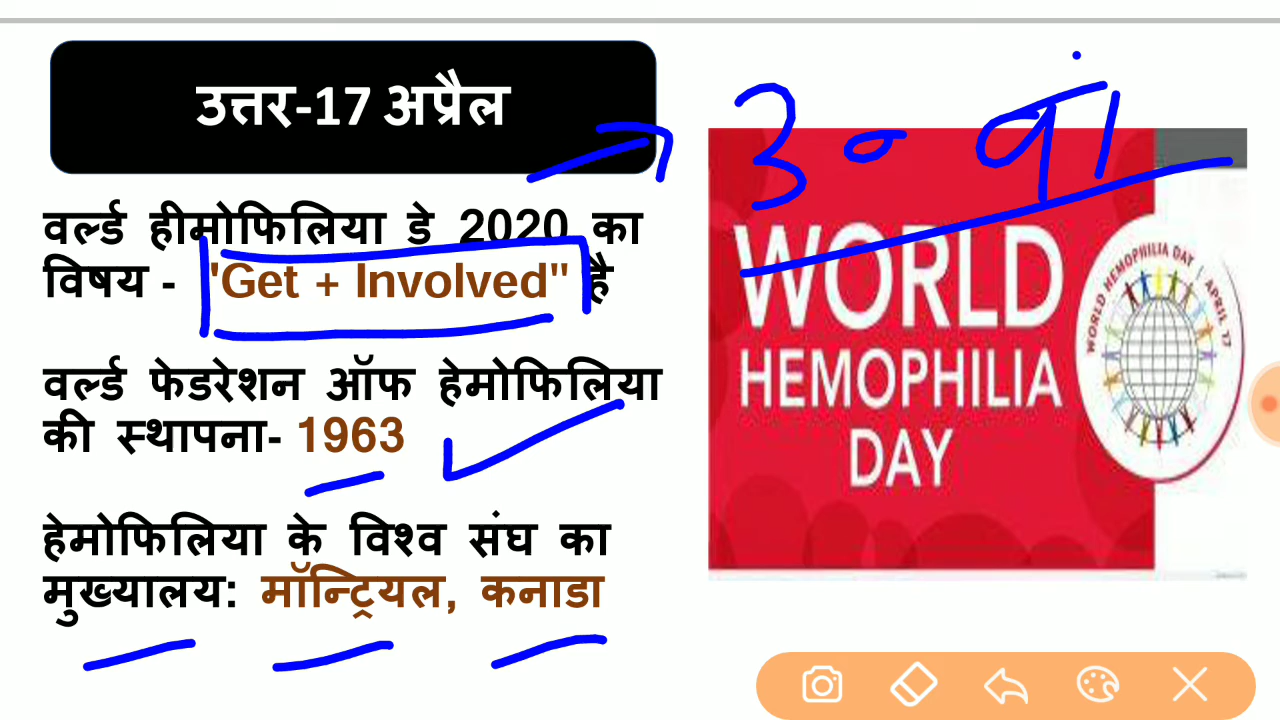 उत्तर-17 अप्रैल
वर्ल्ड हीमोफिलिया डे 2020 का
विषय - "Get + Involved" है
वर्ल्ड फेडरेशन ऑफ हेमोफिलिया
की स्थापना- 1963
हेमोफिलिया के विश्व संघ का
मुख्यालय: मॉन्ट्रियल, कनाडा
30 वां
WORLD
HEMOPHILIA
DAY
WORLD HEMOPHILIA DAY | APRIL 17